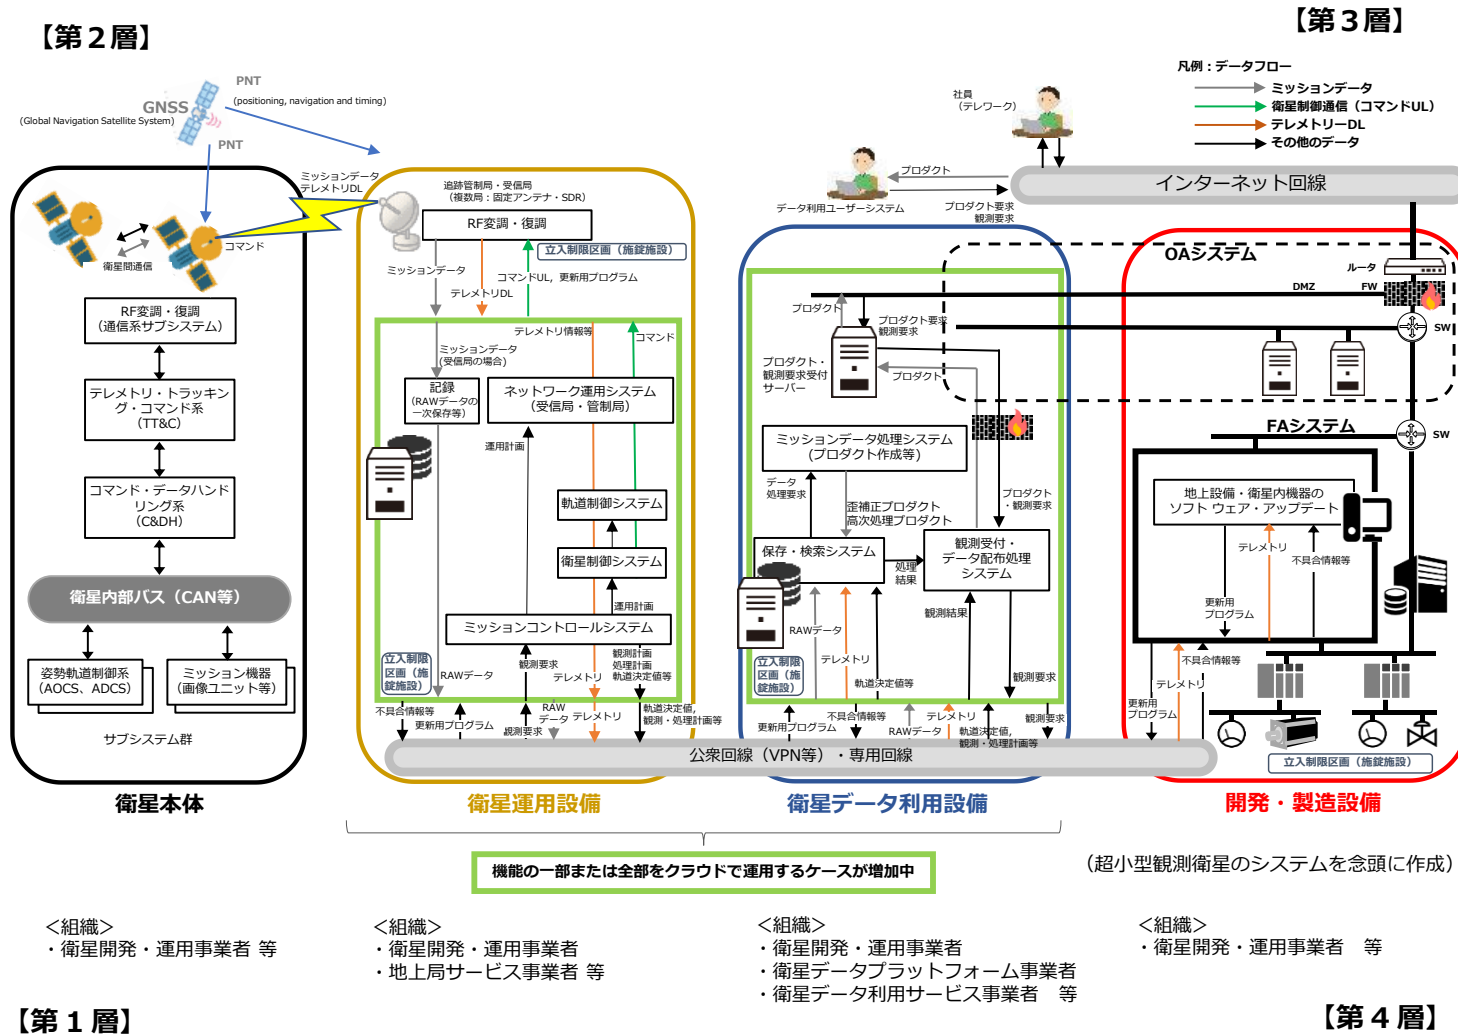 【第２層】
【第３層】
凡例：データフロー
ミッションデータ
衛星制御通信（コマンドUL）
テレメトリーDL
その他のデータ
PNT
(positioning, navigation and timing)
GNSS
(Global Navigation Satellite System)
PNT
社員
（テレワーク）
プロダクト
インターネット回線
データ利用ユーザーシステム
プロダクト要求
観測要求
ミッションデータ
テレメトリDL
コマンド
衛星間通信
RF変調・復調
（通信系サブシステム）
テレメトリ・トラッキン
グ・コマンド系
（TT&C）
コマンド・データハンド
リング系
（C&DH）
衛星内部バス（CAN等）
姿勢軌道制御系
（AOCS、ADCS）
ミッション機器
（画像ユニット等）
サブシステム群
衛星本体
追跡管制局・受信局
（複数局：固定アンテナ・SDR）
RF変調・復調
立入制限区画（施錠施設）
ミッションデータ
コマンドUL，更新用プログラム
テレメトリDL
テレメトリ情報等
コマンド
ミッションデータ
(受信局の場合)
記録
（RAWデータの
一次保存等）
ネットワーク運用システム
（受信局・管制局）
運用計画
軌道制御システム
衛星制御システム
運用計画
ミッションコントロールシステム
立入制限
区画（施
錠施設）
RAWデータ
観測要求
テレメトリ
観測計画
処理計画
軌道決定値等
不具合情報等
更新用プログラム
観測要求
RAW
データ
テレメトリ
軌道決定値，
観測・処理計画等
衛星運用設備
プロダクト
プロダクト要求
観測要求
プロダクト・
観測要求受付
サーバー
プロダクト
ミッションデータ処理システム
(プロダクト作成等)
データ
処理要求
歪補正プロダクト
高次処理プロダクト
プロダクト
・観測要求
保存・検索システム
処理
結果
観測受付・
データ配布処理
システム
RAWデータ
観測結果
立入制限
区画（施
錠施設）
テレメトリ
軌道決定値等
観測要求
更新用プログラム
不具合情報等
RAWデータ
テレメトリ
軌道決定値，
観測・処理計画等
観測要求
公衆回線（VPN等）・専用回線
衛星データ利用設備
OAシステム
ルータ
DMZ
FW
SW
FAシステム
SW
地上設備・衛星内機器の
ソフト ウェア・アップデート
テレメトリ
不具合情報等
更新用
プログラム
不具合情報等
テレメトリ
更新用
プログラム
立入制限区画（施錠施設）
開発・製造設備
機能の一部または全部をクラウドで運用するケースが増加中
（超小型観測衛星のシステムを念頭に作成）
＜組織＞
・衛星開発・運用事業者 等
＜組織＞
・衛星開発・運用事業者
・地上局サービス事業者 等
＜組織＞
・衛星開発・運用事業者
・衛星データプラットフォーム事業者
・衛星データ利用サービス事業者　等
＜組織＞
・衛星開発・運用事業者　等
【第１層】
【第４層】